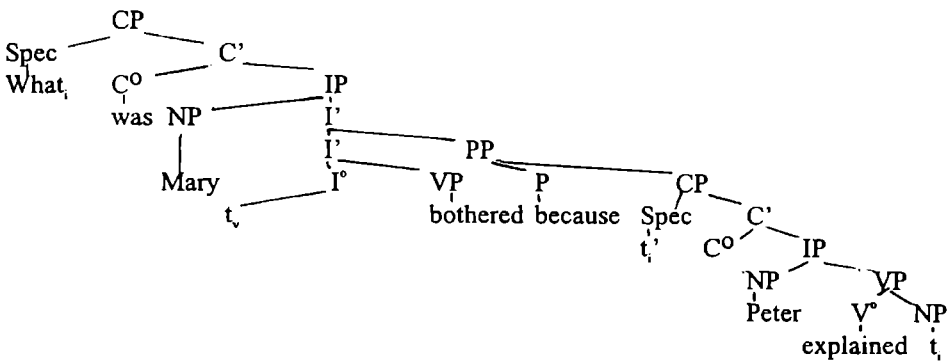 CP
Spec C'
What_i C^o IP
was NP I'
I' PP
Mary I^o VP P CP
t_v bothered because Spec C'
t_i' C^o IP
NP VP
Peter V^o NP
explained t_i